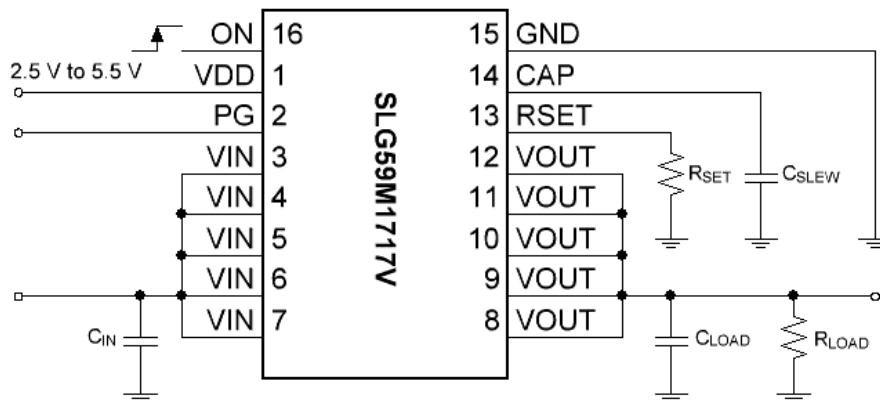 ON 16 15 GND
2.5 V to 5.5 V
VDD 1 14 CAP
PG 2 13 RSET
VIN 3 12 VOUT
VIN 4 11 VOUT
VIN 5 10 VOUT
VIN 6 9 VOUT
VIN 7 8 VOUT
SLG59M1717V
RSET
CSLEW
CIN
CLOAD
RLOAD